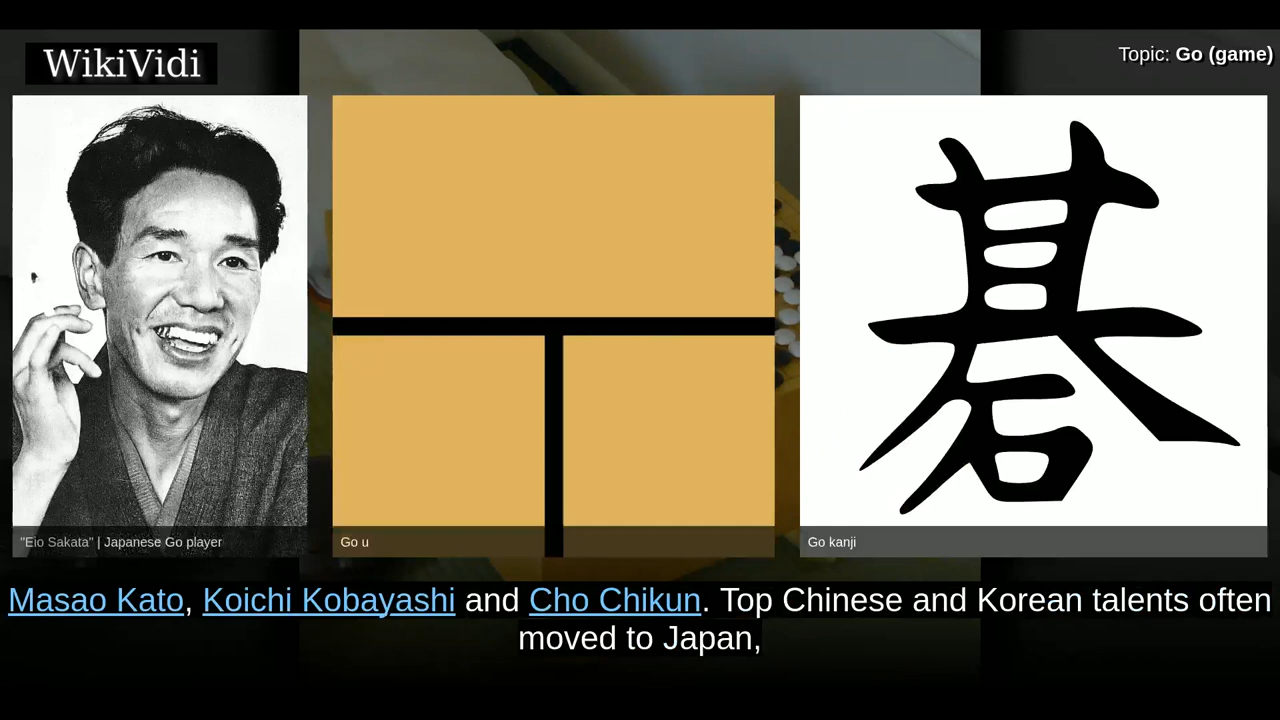 WikiVidi
Topic: Go (game)
碁
"Eio Sakata" | Japanese Go player
Go u
Go kanji
Masao Kato, Koichi Kobayashi and Cho Chikun. Top Chinese and Korean talents often
moved to Japan,